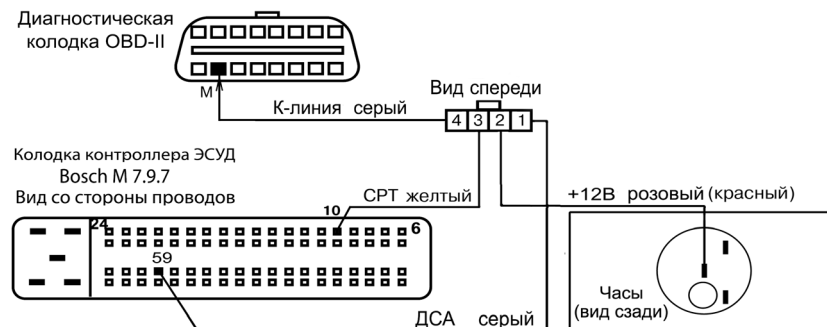 Диагностическая
колодка OBD-II
М
Вид спереди
К-линия серый
4 3 2 1
Колодка контроллера ЭСУД
Bosch M 7.9.7
Вид со стороны проводов
СРТ желтый
+12В розовый (красный)
10
24
6
59
Часы
(вид сзади)
ДСА серый